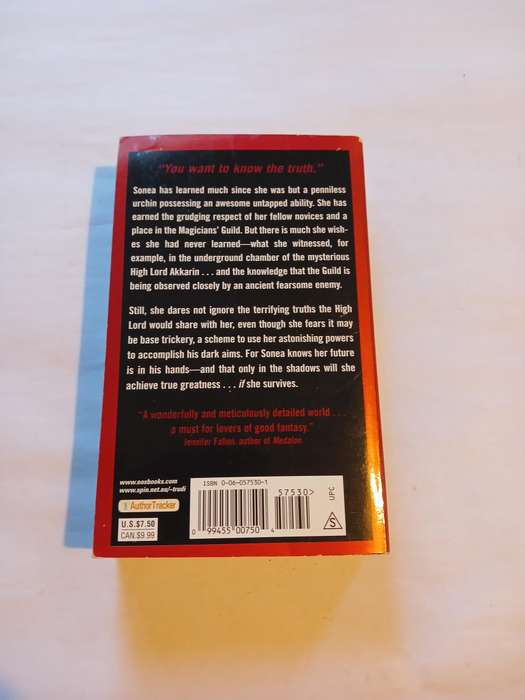 "You want to know the truth."
Sonea has learned much since she was but a penniless
urchin possessing an awesome untapped ability. She has
earned the grudging respect of her fellow novices and a
place in the Magicians' Guild. But there is much she wish-
es she had never learned—what she witnessed, for
example, in the underground chamber of the mysterious
High Lord Akkarin . . . and the knowledge that the Guild is
being observed closely by an ancient fearsome enemy.
Still, she dares not ignore the terrifying truths the High
Lord would share with her, even though she fears it may
be base trickery, a scheme to use her astonishing powers
to accomplish his dark aims. For Sonea knows her future
is in his hands—and that only in the shadows will she
achieve true greatness . . . if she survives.
"A wonderfully and meticulously detailed world . . .
a must for lovers of good fantasy."
Jennifer Fallon, author of Medalon
www.eosbooks.com
www.spin.net.au/~trudi
AuthorTracker
U.S.$7.50
CAN.$9.99
ISBN 0-06-057530-1
57530>
0 99455 00750 4
UPC
S